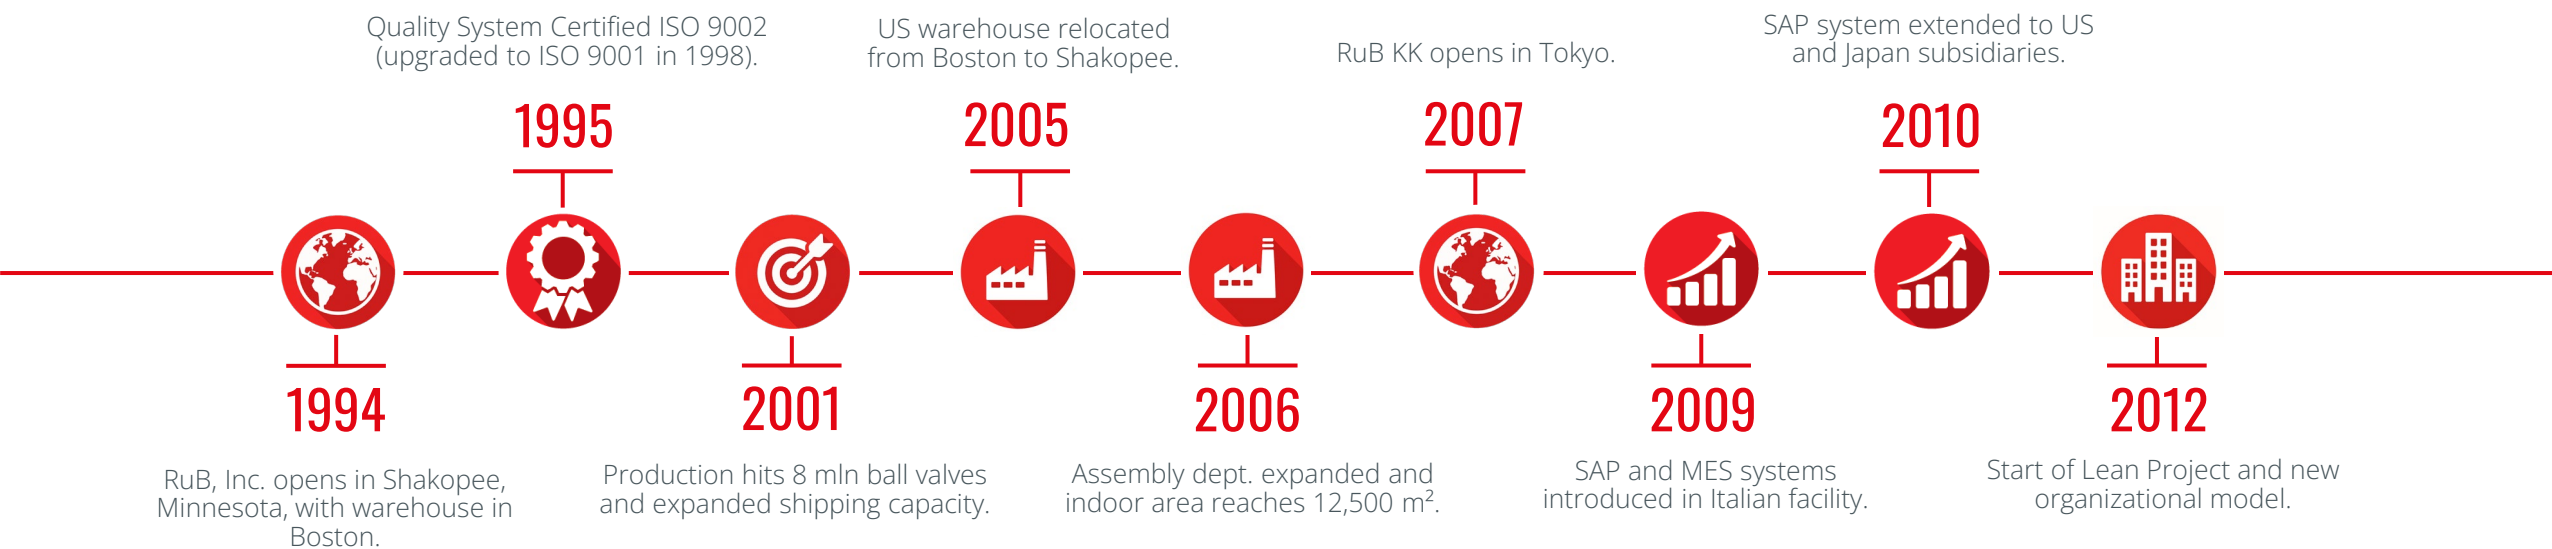 RuB, Inc. opens in Shakopee,
Minnesota, with warehouse in
Boston.
1994
Quality System Certified ISO 9002
(upgraded to ISO 9001 in 1998).
1995
2001
Production hits 8 mln ball valves
and expanded shipping capacity.
US warehouse relocated
from Boston to Shakopee.
2005
2006
Assembly dept. expanded and
indoor area reaches 12,500 m².
RuB KK opens in Tokyo.
2007
2009
SAP and MES systems
introduced in Italian facility.
SAP system extended to US
and Japan subsidiaries.
2010
2012
Start of Lean Project and new
organizational model.